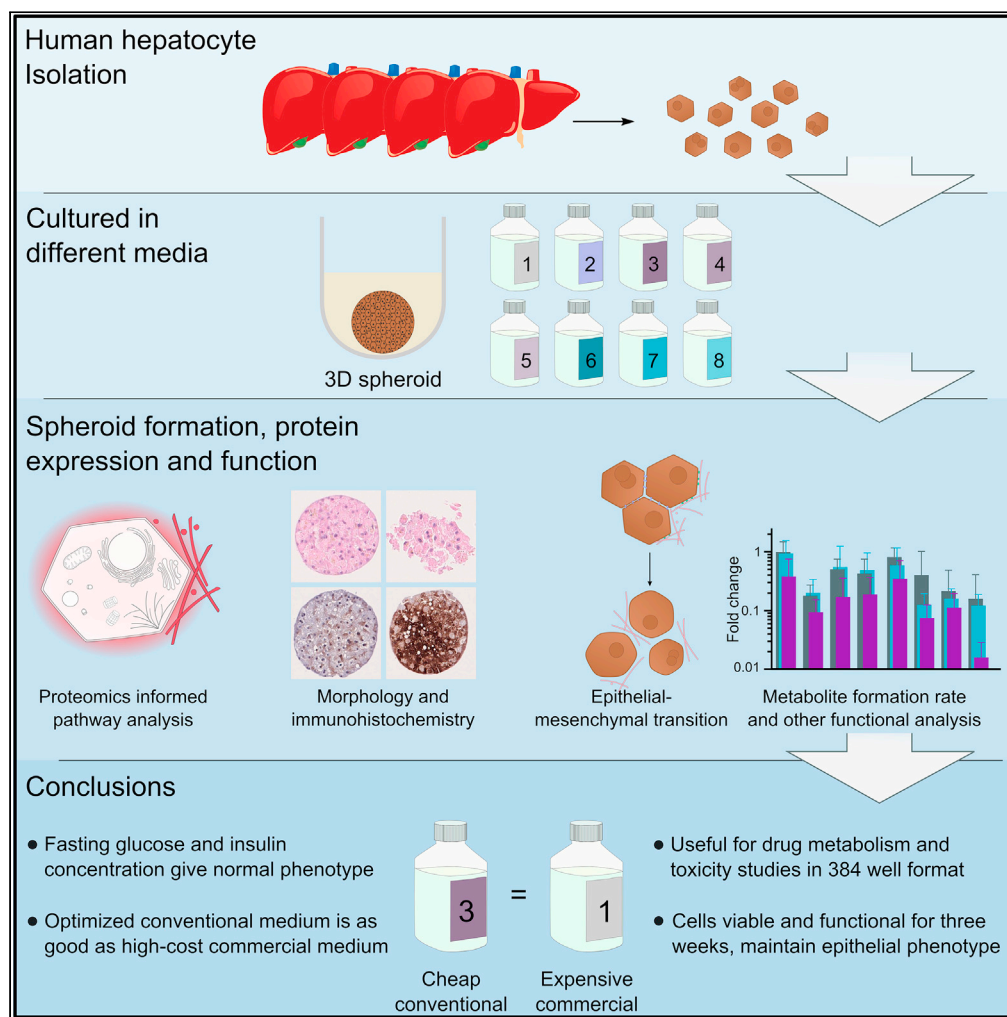 Human hepatocyte
Isolation
Cultured in
different media
1
2
3
4
5
6
7
8
3D spheroid
Spheroid formation, protein
expression and function
Fold change
1
0.1
0.01
Proteomics informed
pathway analysis
Morphology and
immunohistochemistry
Epithelial-
mesenchymal transition
Metabolite formation rate
and other functional analysis
Conclusions
● Fasting glucose and insulin
concentration give normal phenotype
● Optimized conventional medium is as
good as high-cost commercial medium
3
=
1
Cheap
conventional
Expensive
commercial
● Useful for drug metabolism and
toxicity studies in 384 well format
● Cells viable and functional for three
weeks, maintain epithelial phenotype